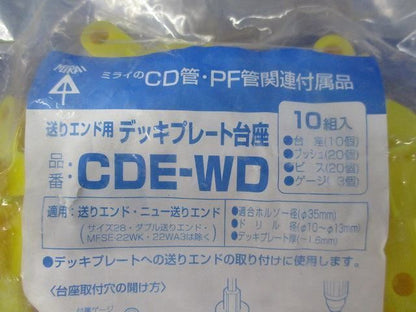 MIRAI
ミライのCD管・PF管関連付属品
送りエンド用 デッキプレート台座
品番: CDE-WD
10組入
●台座(10個)
●ブッシュ(20個)
●ビス(20個)
●ゲージ(3個)
適用:送りエンド・ニュー送りエンド
(サイズ28・ダブル送りエンド・
MFSE-22WK・22WA3は除く)
●適合ホルソー径(φ35mm)
●ドリル径(φ10〜φ13mm)
●デッキプレート厚(〜1.6mm)
●デッキプレートへの送りエンドの取り付けに使用します。
〈台座取付穴の開け方〉
付属ゲージ